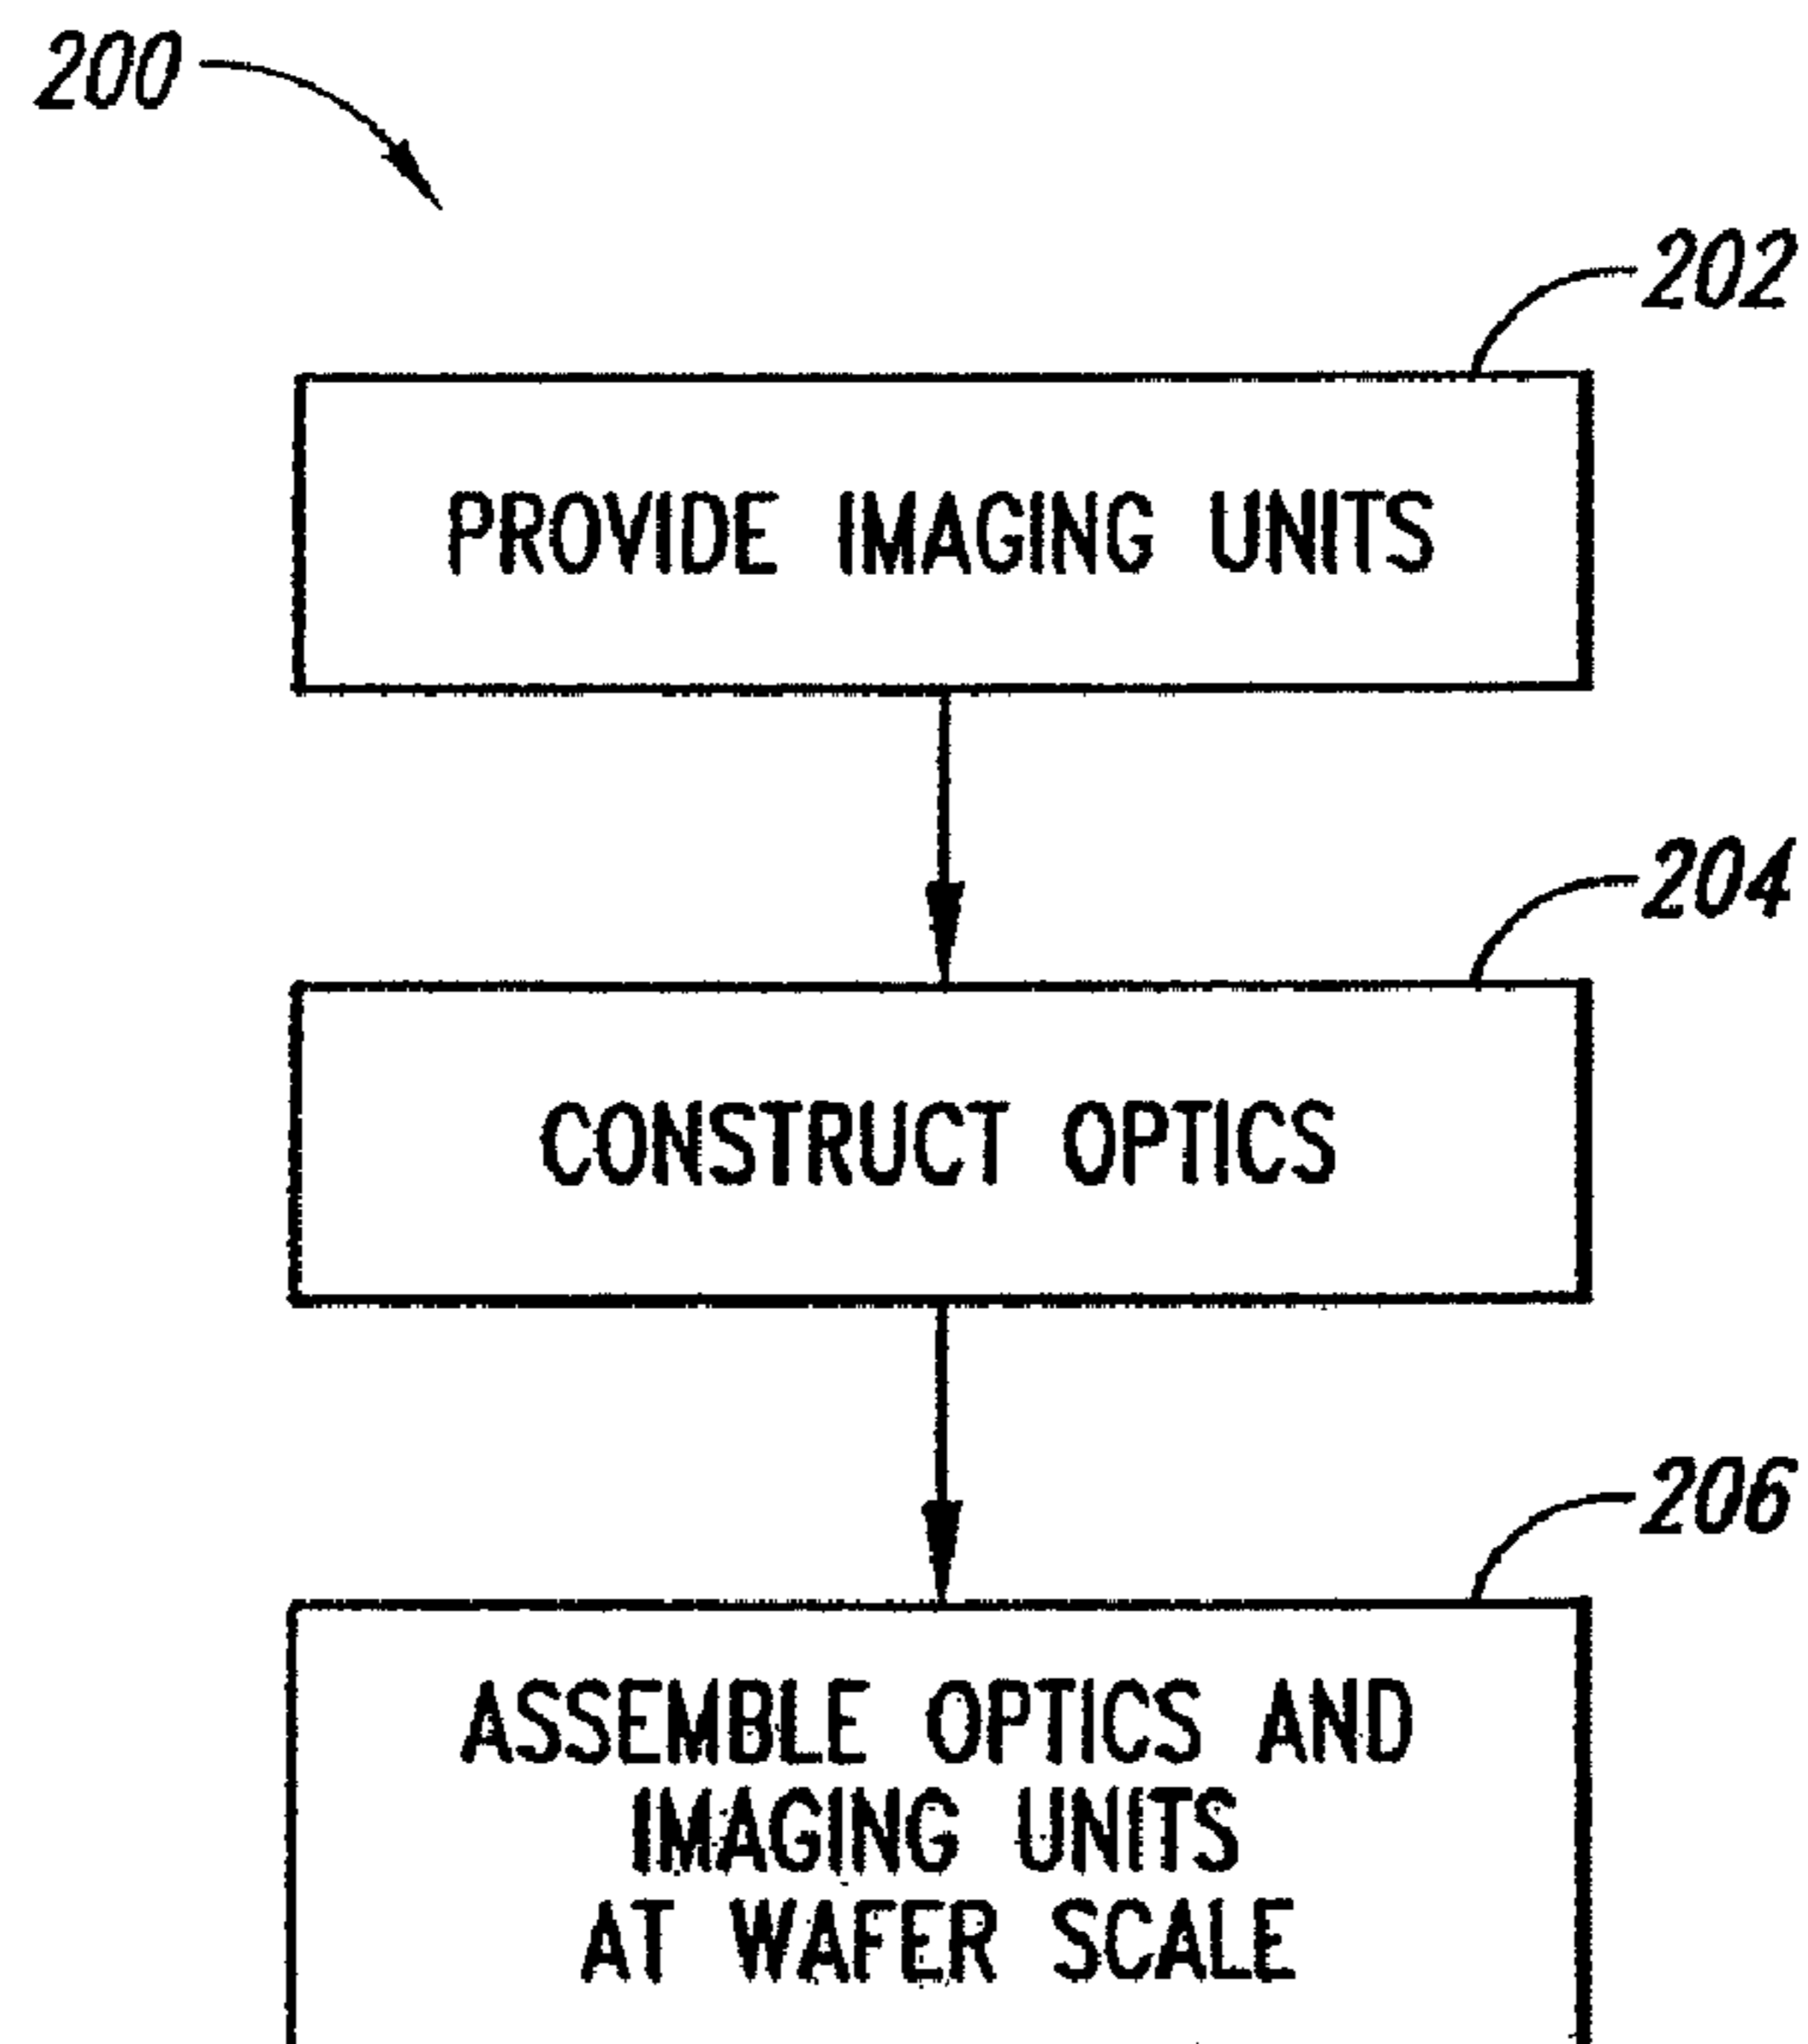 200
202
PROVIDE IMAGING UNITS
204
CONSTRUCT OPTICS
206
ASSEMBLE OPTICS AND
IMAGING UNITS
AT WAFER SCALE